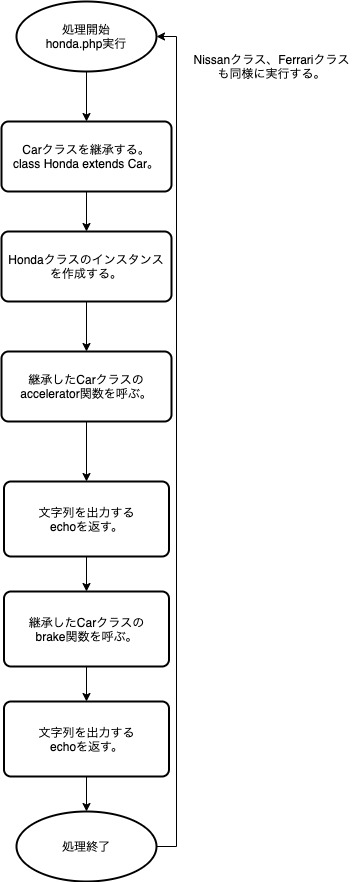 処理開始
honda.php実行
Nissanクラス、Ferrariクラス
も同様に実行する。
Carクラスを継承する。
class Honda extends Car。
Hondaクラスのインスタンス
を作成する。
継承したCarクラスの
accelerator関数を呼ぶ。
文字列を出力する
echoを返す。
継承したCarクラスの
brake関数を呼ぶ。
文字列を出力する
echoを返す。
処理終了